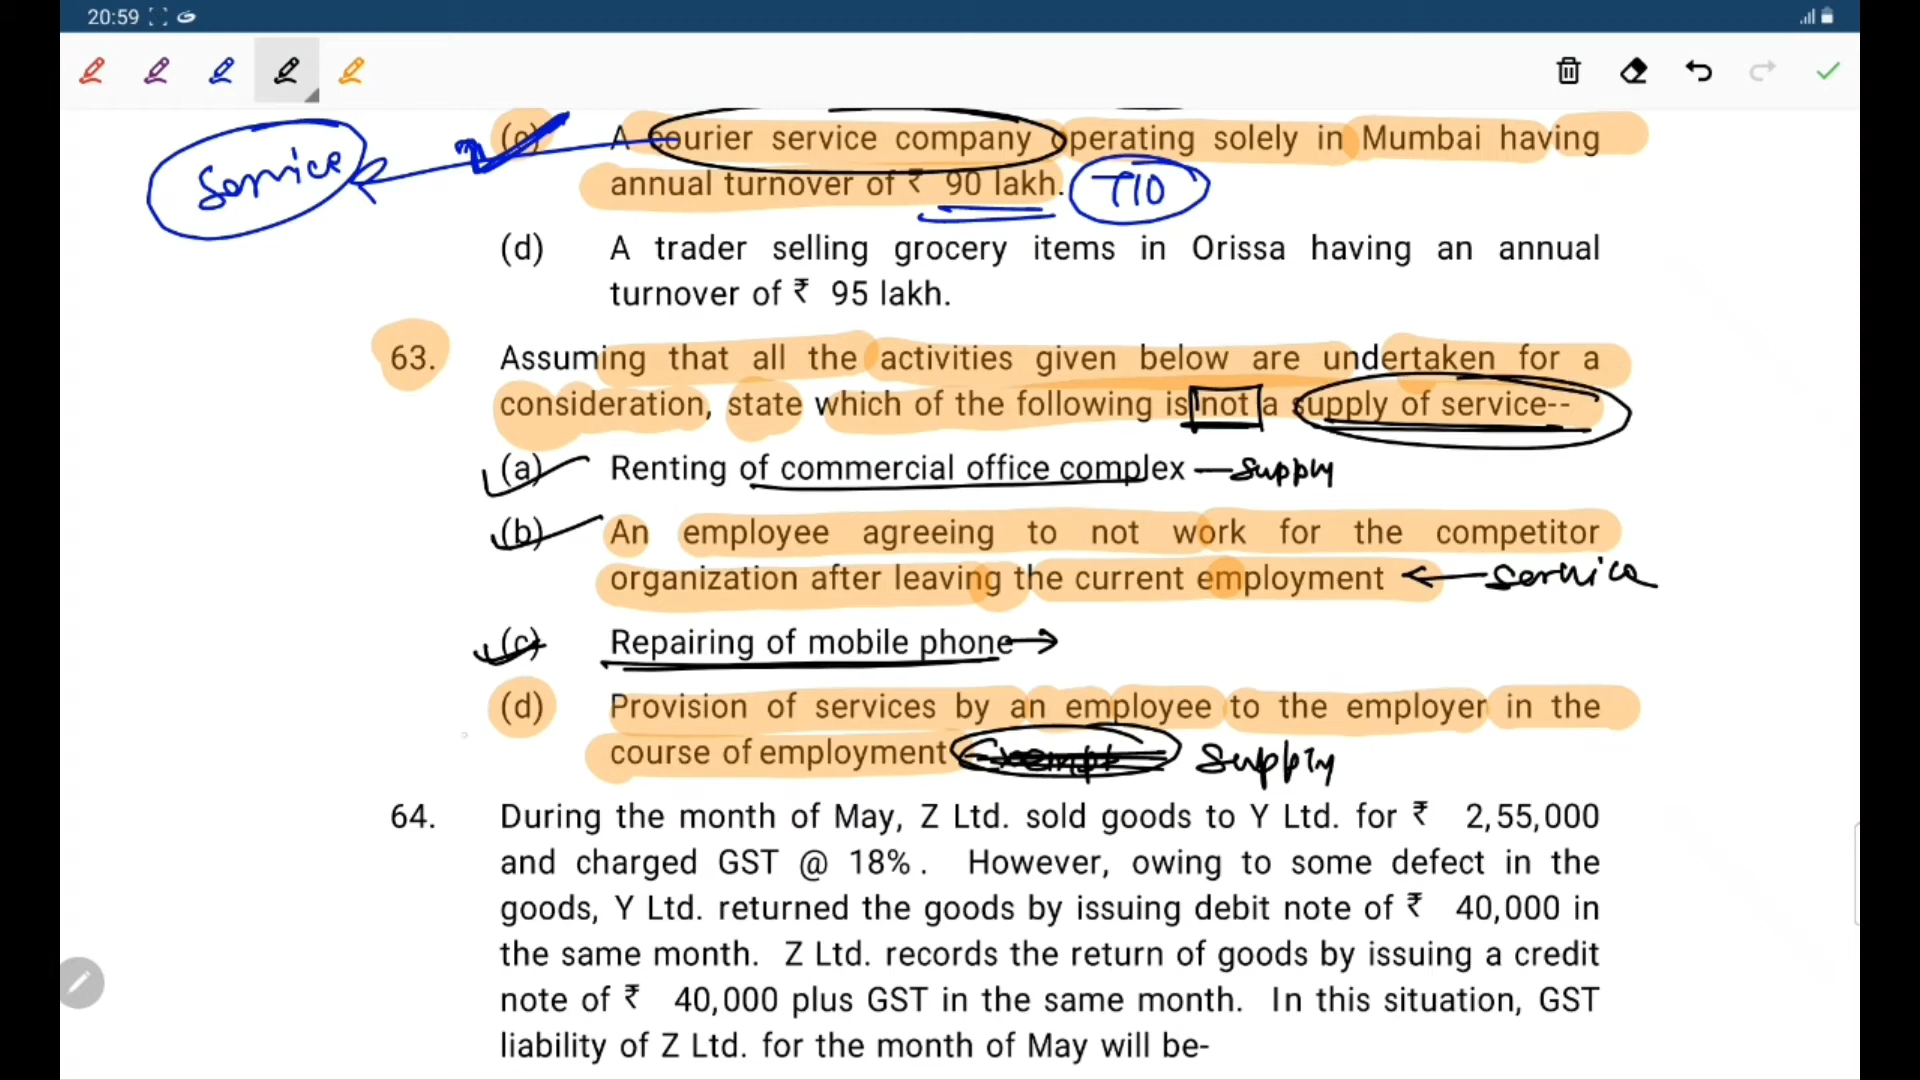 20:59
(c) A courier service company operating solely in Mumbai having
Service
annual turnover of ₹ 90 lakh. T/O
(d) A trader selling grocery items in Orissa having an annual
turnover of ₹ 95 lakh.
63. Assuming that all the activities given below are undertaken for a
consideration, state which of the following is not a supply of service--
(a) Renting of commercial office complex — Supply
(b) An employee agreeing to not work for the competitor
organization after leaving the current employment ← Service
(c) Repairing of mobile phone →
(d) Provision of services by an employee to the employer in the
course of employment Exempt Supply
64. During the month of May, Z Ltd. sold goods to Y Ltd. for ₹ 2,55,000
and charged GST @ 18%. However, owing to some defect in the
goods, Y Ltd. returned the goods by issuing debit note of ₹ 40,000 in
the same month. Z Ltd. records the return of goods by issuing a credit
note of ₹ 40,000 plus GST in the same month. In this situation, GST
liability of Z Ltd. for the month of May will be-